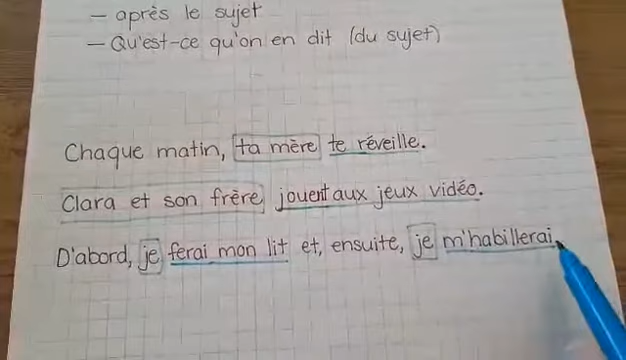 – après le sujet
– Qu'est-ce qu'on en dit (du sujet)
Chaque matin, ta mère te réveille.
Clara et son frère jouent aux jeux vidéo.
D'abord, je ferai mon lit et, ensuite, je m'habillerai.